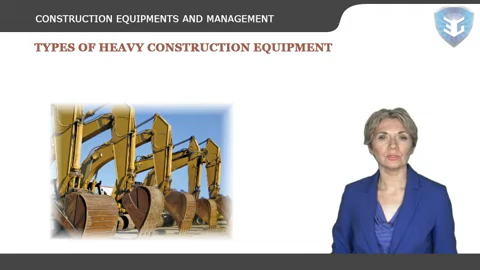 CONSTRUCTION EQUIPMENTS AND MANAGEMENT
TYPES OF HEAVY CONSTRUCTION EQUIPMENT